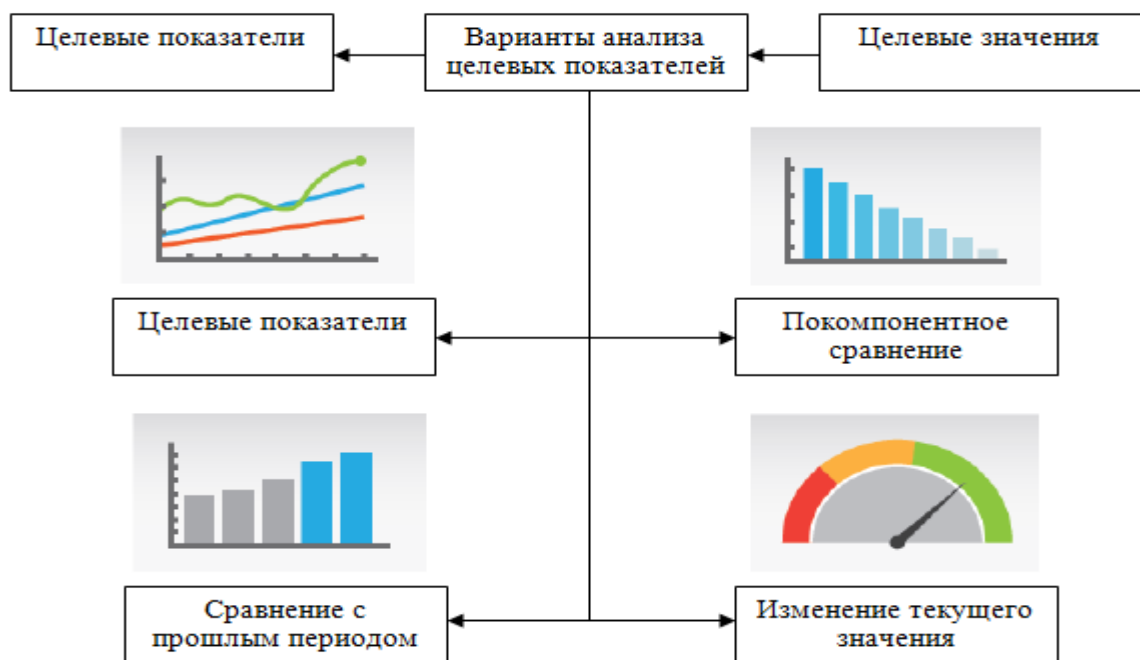 Целевые показатели
Варианты анализа
целевых показателей
Целевые значения
Целевые показатели
Покомпонентное
сравнение
Сравнение с
прошлым периодом
Изменение текущего
значения